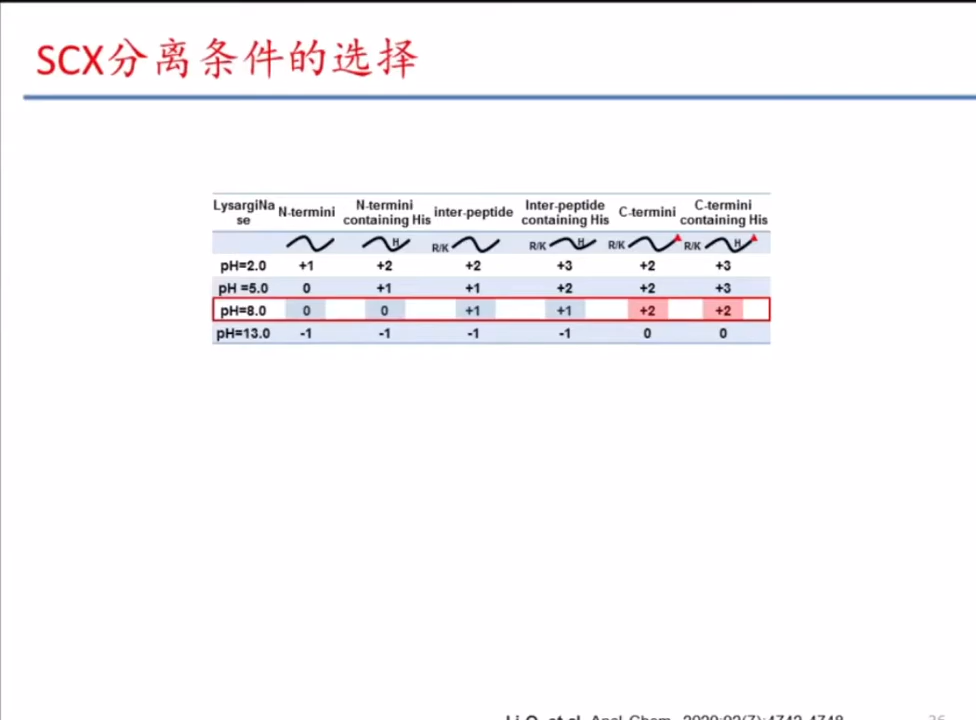 SCX分离条件的选择
LysargiNa
se N-termini N-termini containing His inter-peptide Inter-peptide containing His C-termini C-termini containing His
H R/K R/K H R/K R/K H
pH=2.0 +1 +2 +2 +3 +2 +3
pH =5.0 0 +1 +1 +2 +2 +3
pH=8.0 0 0 +1 +1 +2 +2
pH=13.0 -1 -1 -1 -1 0 0
Li Q, et al. Anal Chem. 2020;92(7):4742-4748
36